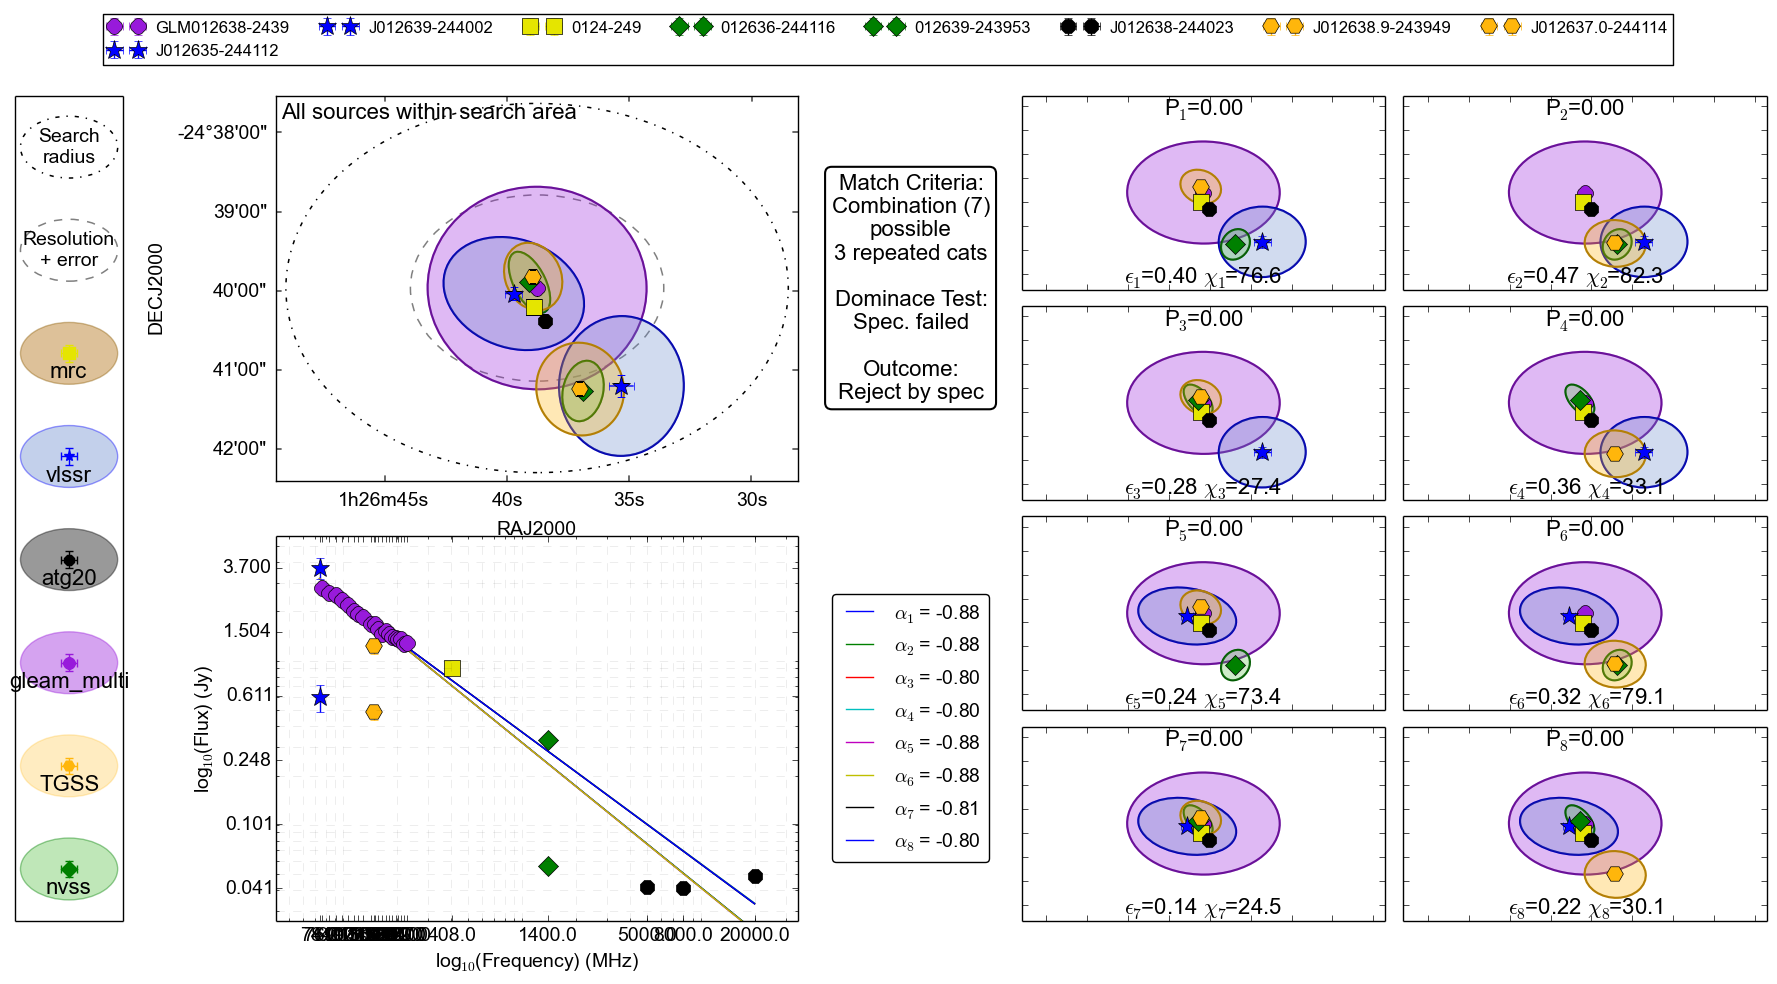 GLM012638-2439 J012639-244002 0124-249 012636-244116 012639-243953 J012638-244023 J012638.9-243949 J012637.0-244114
J012635-244112
Search
radius
Resolution
+ error
mrc
vlssr
atg20
gleam_multi
TGSS
nvss
All sources within search area
DECJ2000
-24°38'00"
39'00"
40'00"
41'00"
42'00"
1h26m45s 40s 35s 30s
RAJ2000
Match Criteria:
Combination (7)
possible
3 repeated cats
Dominace Test:
Spec. failed
Outcome:
Reject by spec
log10(Flux) (Jy)
3.700
1.504
0.611
0.248
0.101
0.041
408.0 1400.0 5000.0 8000.0 20000.0
log10(Frequency) (MHz)
α1 = -0.88
α2 = -0.88
α3 = -0.80
α4 = -0.80
α5 = -0.88
α6 = -0.88
α7 = -0.81
α8 = -0.80
P1=0.00
ϵ1=0.40 χ1=76.6
P2=0.00
ϵ2=0.47 χ2=82.3
P3=0.00
ϵ3=0.28 χ3=27.4
P4=0.00
ϵ4=0.36 χ4=33.1
P5=0.00
ϵ5=0.24 χ5=73.4
P6=0.00
ϵ6=0.32 χ6=79.1
P7=0.00
ϵ7=0.14 χ7=24.5
P8=0.00
ϵ8=0.22 χ8=30.1